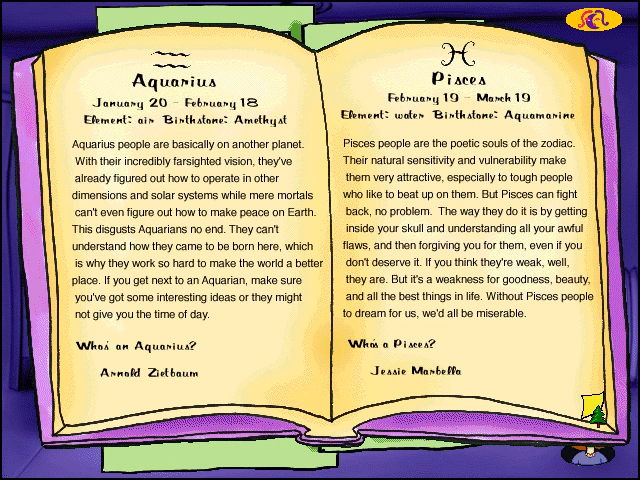 Aquarius
January 20 - February 18
Element: air Birthstone: Amethyst
Aquarius people are basically on another planet.
With their incredibly farsighted vision, they've
already figured out how to operate in other
dimensions and solar systems while mere mortals
can't even figure out how to make peace on Earth.
This disgusts Aquarians no end. They can't
understand how they came to be born here, which
is why they work so hard to make the world a better
place. If you get next to an Aquarian, make sure
you've got some interesting ideas or they might
not give you the time of day.
Who's an Aquarius?
Arnold Zietbaum
Pisces
February 19 - March 19
Element: water Birthstone: Aquamarine
Pisces people are the poetic souls of the zodiac.
Their natural sensitivity and vulnerability make
them very attractive, especially to tough people
who like to beat up on them. But Pisces can fight
back, no problem. The way they do it is by getting
inside your skull and understanding all your awful
flaws, and then forgiving you for them, even if you
don't deserve it. If you think they're weak, well,
they are. But it's a weakness for goodness, beauty,
and all the best things in life. Without Pisces people
to dream for us, we'd all be miserable.
Who's a Pisces?
Jessie Marbella